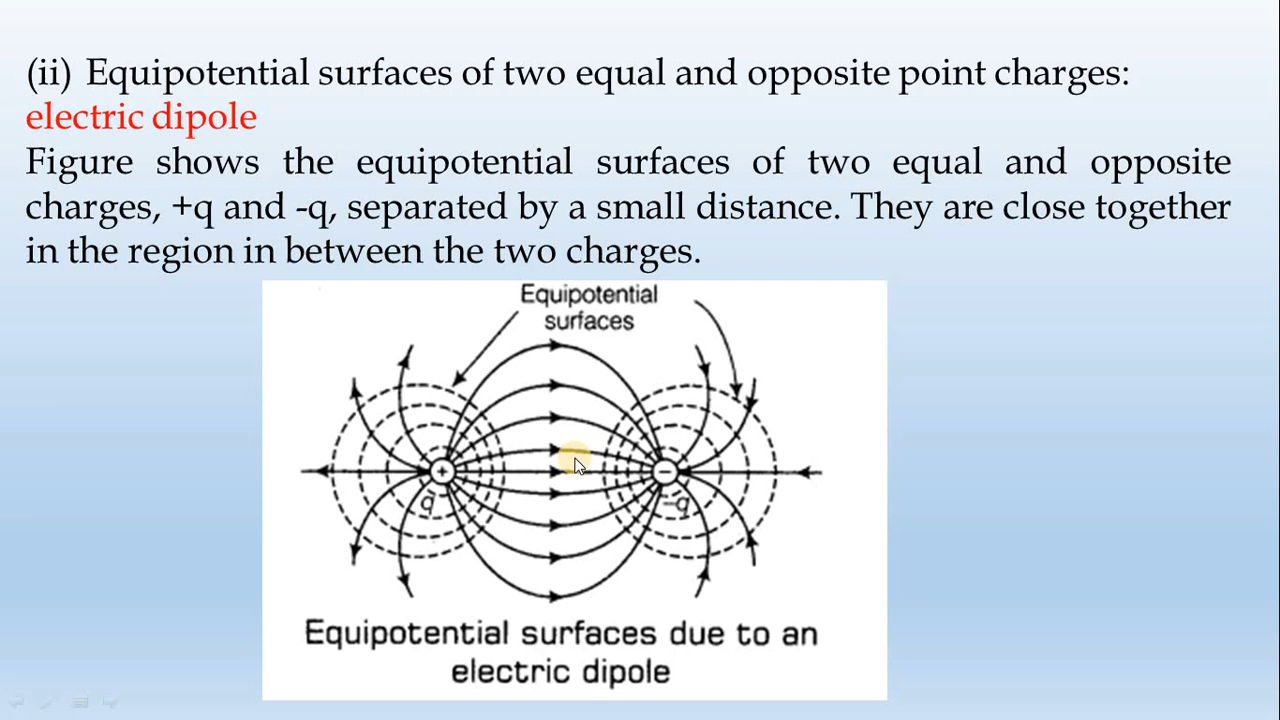 (ii) Equipotential surfaces of two equal and opposite point charges:
electric dipole
Figure shows the equipotential surfaces of two equal and opposite
charges, +q and -q, separated by a small distance. They are close together
in the region in between the two charges.
Equipotential
surfaces
+
−
q
−q
Equipotential surfaces due to an
electric dipole